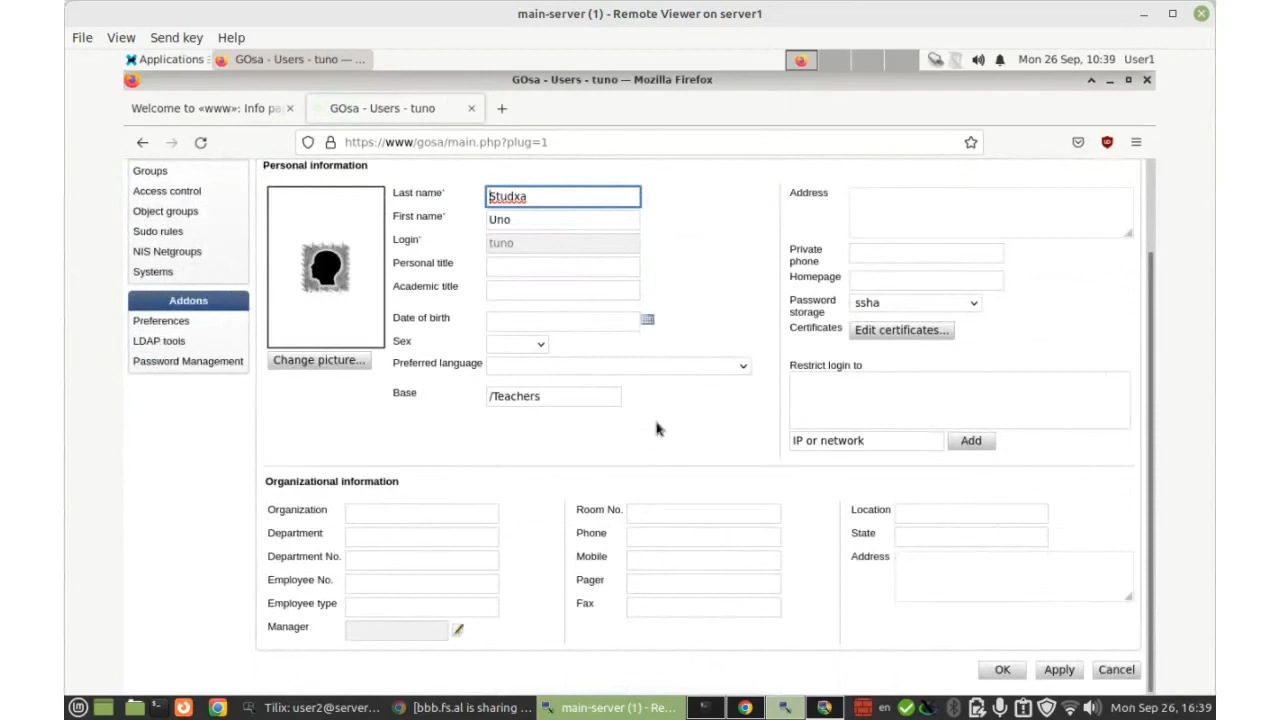 main-server (1) - Remote Viewer on server1
File View Send key Help
Applications GOsa - Users - tuno — ... Mon 26 Sep, 10:39 User1
GOsa - Users - tuno — Mozilla Firefox
Welcome to «www»: Info pa GOsa - Users - tuno
https://www/gosa/main.php?plug=1
Groups
Access control
Object groups
Sudo rules
NIS Netgroups
Systems
Addons
Preferences
LDAP tools
Password Management
Personal information
Change picture...
Last name* Studxa
First name* Uno
Login* tuno
Personal title
Academic title
Date of birth
Sex
Preferred language
Base /Teachers
Address
Private
phone
Homepage
Password
storage ssha
Certificates Edit certificates...
Restrict login to
IP or network Add
Organizational information
Organization
Department
Department No.
Employee No.
Employee type
Manager
Room No.
Phone
Mobile
Pager
Fax
Location
State
Address
OK Apply Cancel
Tilix: user2@server... [bbb.fs.al is sharing ... main-server (1) - Re... en Mon Sep 26, 16:39